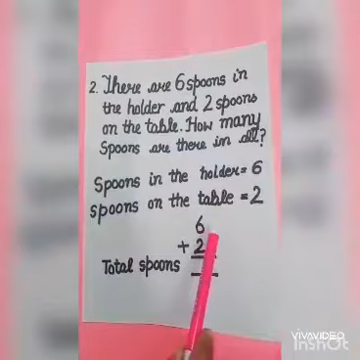 2. There are 6 spoons in
the holder and 2 spoons
on the table. How many
Spoons are there in all?
Spoons in the holder = 6
spoons on the table = 2
6
+ 2
Total spoons
VIVAVIDEO
InShOt